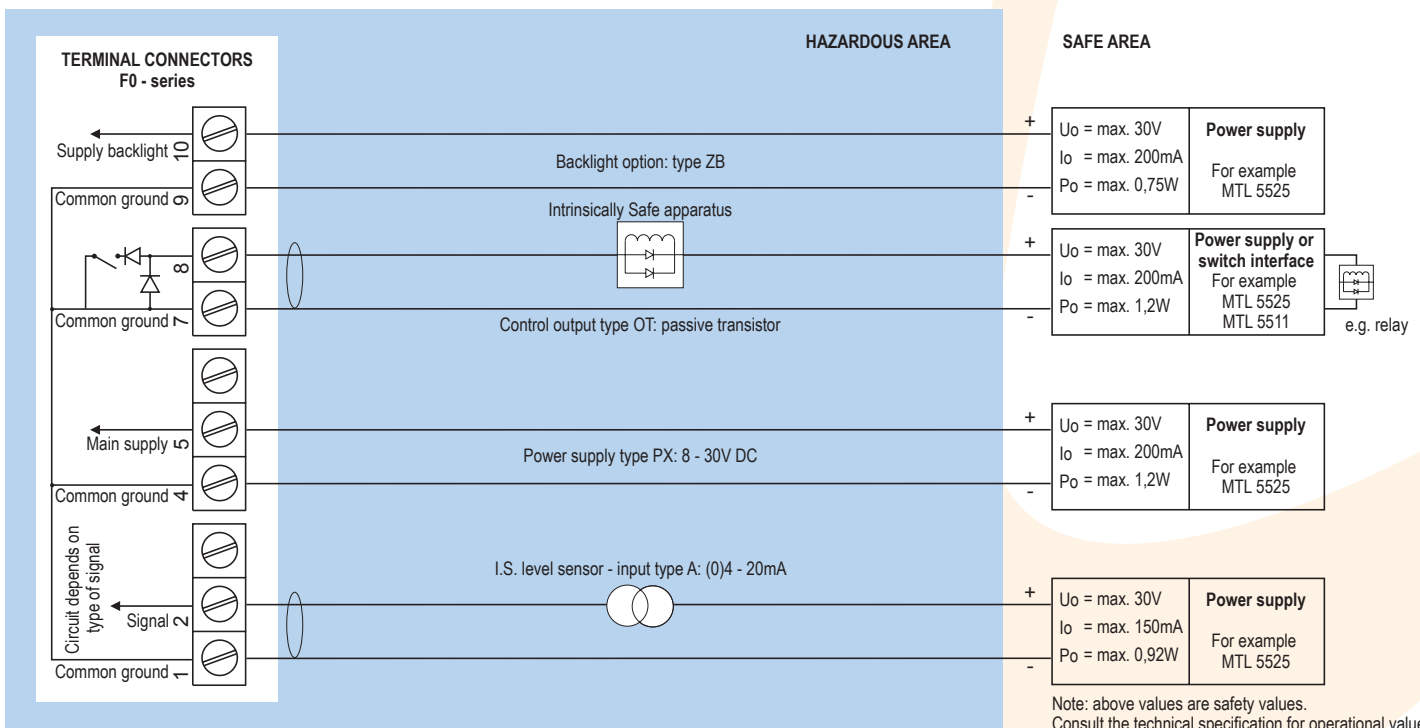 HAZARDOUS AREA
SAFE AREA
TERMINAL CONNECTORS
F0 - series
Supply backlight
10
Common ground
9
Backlight option: type ZB
+
-
Uo = max. 30V
Io = max. 200mA
Po = max. 0,75W
Power supply
For example
MTL 5525
8
Common ground
7
Intrinsically Safe apparatus
Control output type OT: passive transistor
+
-
Uo = max. 30V
Io = max. 200mA
Po = max. 1,2W
Power supply or
switch interface
For example
MTL 5525
MTL 5511
e.g. relay
Main supply
5
Common ground
4
Power supply type PX: 8 - 30V DC
+
-
Uo = max. 30V
Io = max. 200mA
Po = max. 1,2W
Power supply
For example
MTL 5525
Circuit depends on
type of signal
Signal
2
Common ground
1
I.S. level sensor - input type A: (0)4 - 20mA
+
-
Uo = max. 30V
Io = max. 150mA
Po = max. 0,92W
Power supply
For example
MTL 5525
Note: above values are safety values.
Consult the technical specification for operational value